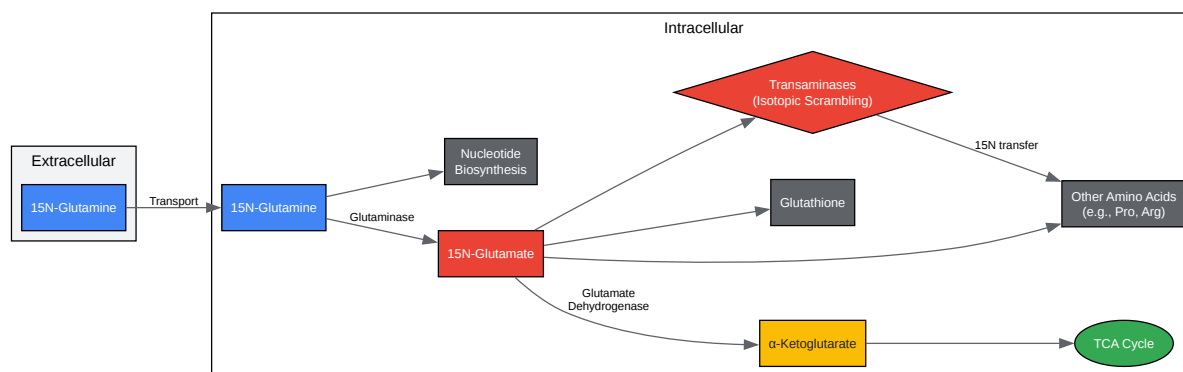 Intracellular
Transaminases
(Isotopic Scrambling)
Extracellular
15N-Glutamine
Transport
15N-Glutamine
Nucleotide
Biosynthesis
Glutaminase
15N-Glutamate
Glutathione
15N transfer
Other Amino Acids
(e.g., Pro, Arg)
Glutamate
Dehydrogenase
α-Ketoglutarate
TCA Cycle